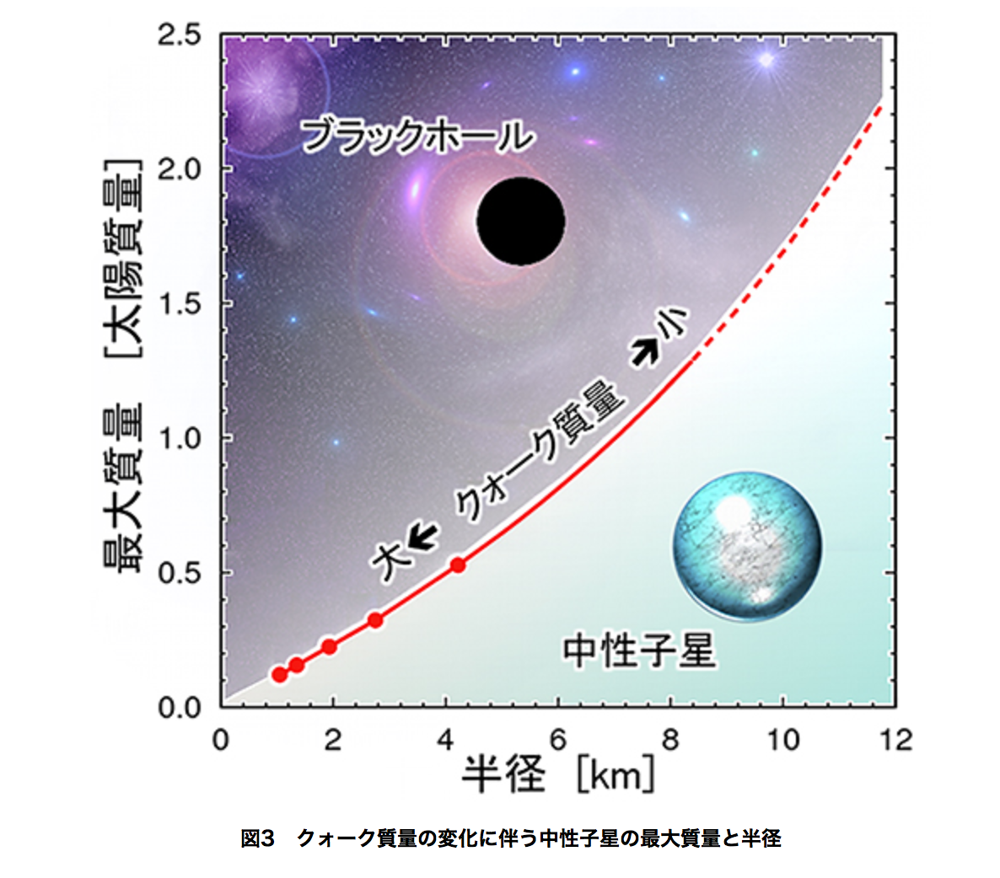 2.5
2.0
1.5
1.0
0.5
0.0
最大質量 [太陽質量]
ブラックホール
大 ← クォーク質量 → 小
中性子星
0 2 4 6 8 10 12
半径 [km]
図3 クォーク質量の変化に伴う中性子星の最大質量と半径